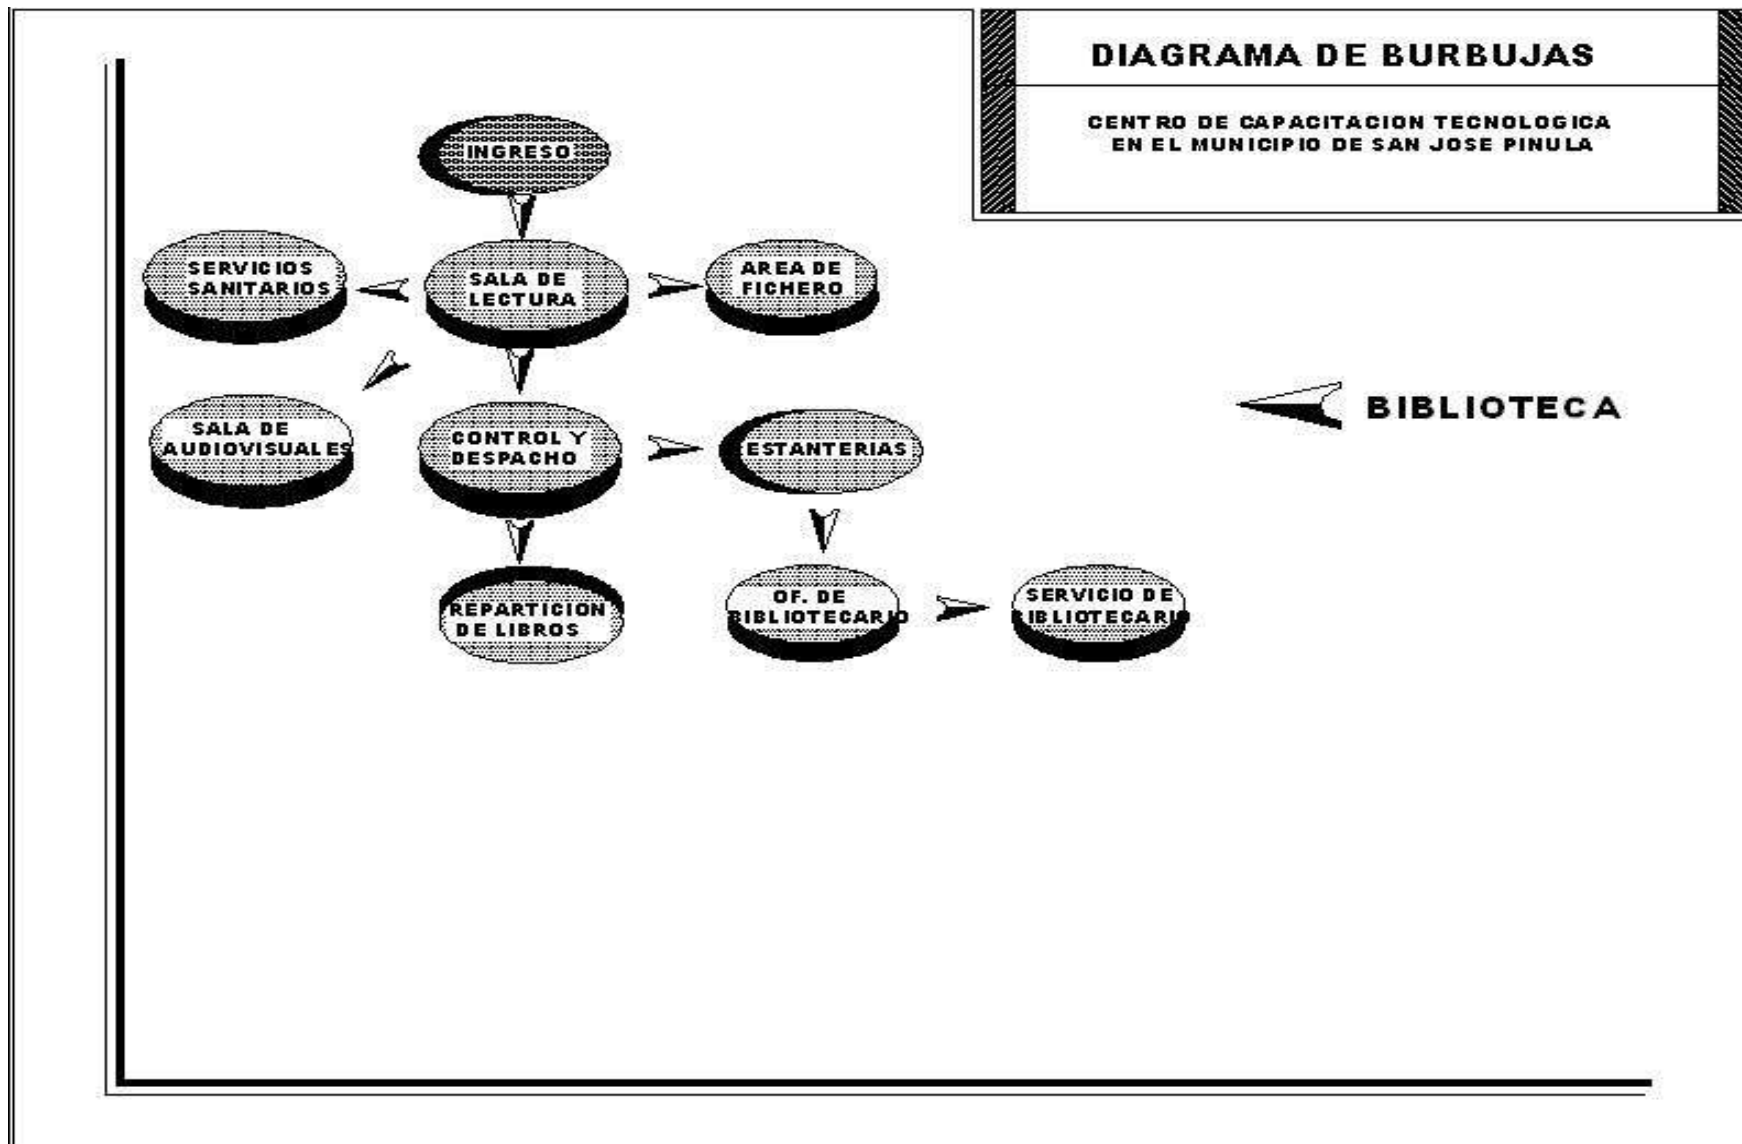 DIAGRAMA DE BURBUJAS
CENTRO DE CAPACITACION TECNOLOGICA
EN EL MUNICIPIO DE SAN JOSE PINULA
INGRESO
SERVICIOS
SANITARIOS
SALA DE
LECTURA
AREA DE
FICHERO
BIBLIOTECA
SALA DE
AUDIOVISUALES
CONTROL Y
DESPACHO
ESTANTERIAS
REPARTICION
DE LIBROS
OF. DE
BIBLIOTECARIO
SERVICIO DE
BIBLIOTECARIO